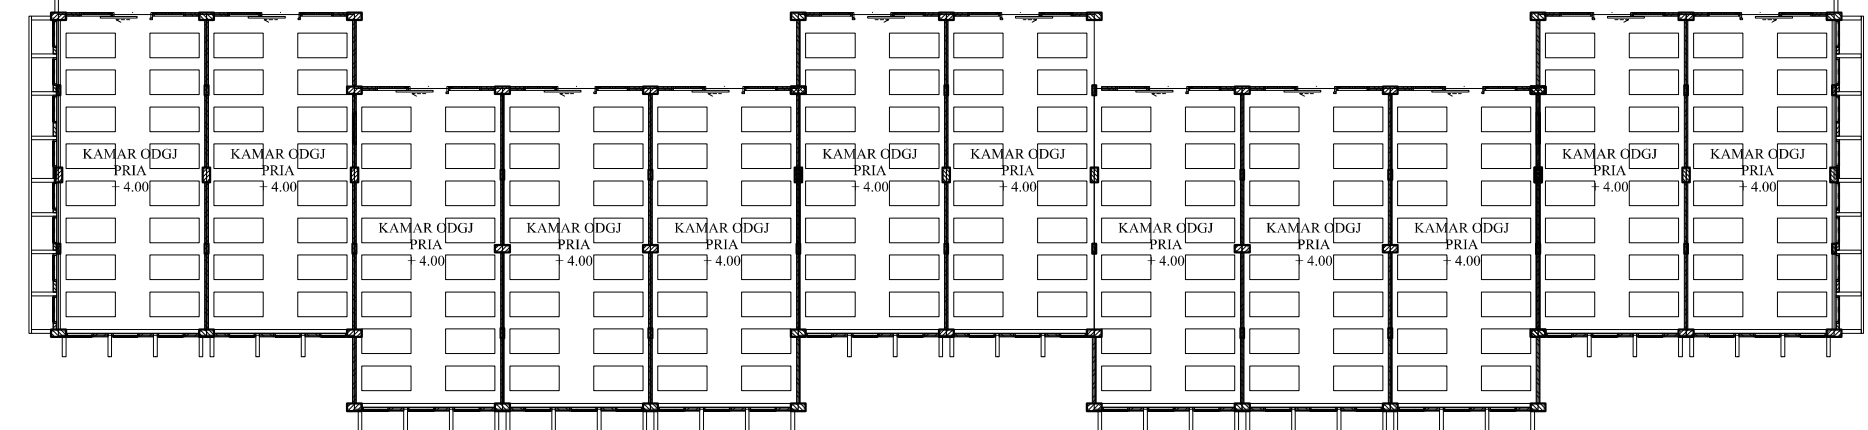 KAMAR ODGJ
PRIA
+ 4.00
KAMAR ODGJ
PRIA
+ 4.00
KAMAR ODGJ
PRIA
+ 4.00
KAMAR ODGJ
PRIA
+ 4.00
KAMAR ODGJ
PRIA
+ 4.00
KAMAR ODGJ
PRIA
+ 4.00
KAMAR ODGJ
PRIA
+ 4.00
KAMAR ODGJ
PRIA
+ 4.00
KAMAR ODGJ
PRIA
+ 4.00
KAMAR ODGJ
PRIA
+ 4.00
KAMAR ODGJ
PRIA
+ 4.00
KAMAR ODGJ
PRIA
+ 4.00